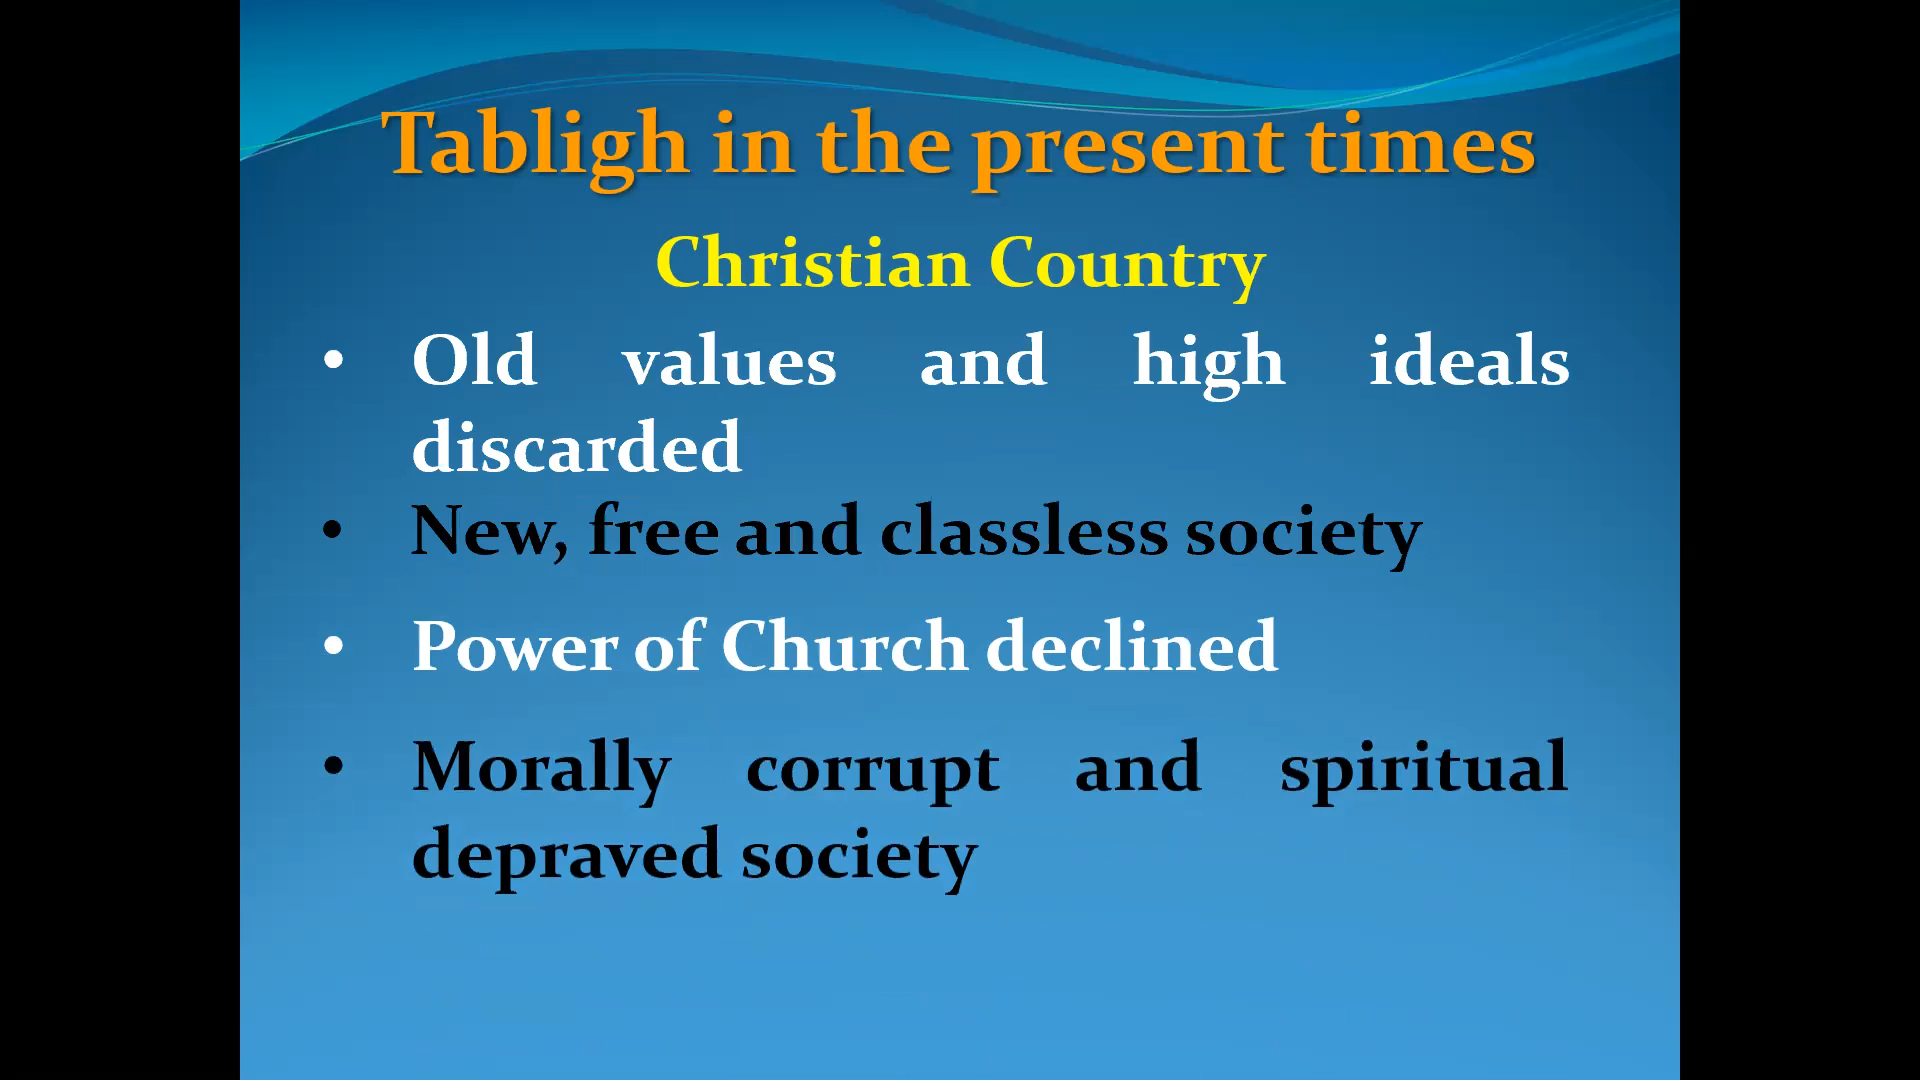 Tabligh in the present times
Christian Country
• Old values and high ideals
discarded
• New, free and classless society
• Power of Church declined
• Morally corrupt and spiritual
depraved society